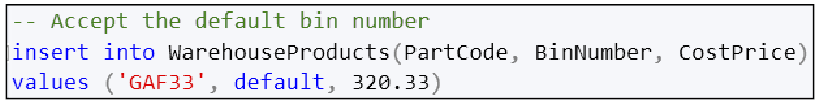 -- Accept the default bin number
insert into WarehouseProducts(PartCode, BinNumber, CostPrice)
values ('GAF33', default, 320.33)